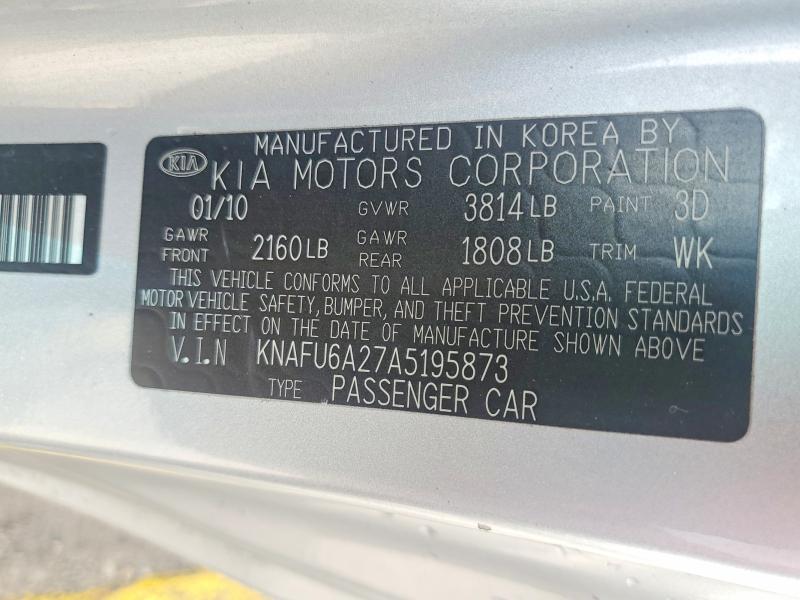 MANUFACTURED IN KOREA BY
KIA KIA MOTORS CORPORATION
01/10 GVWR 3814LB PAINT 3D
GAWR FRONT 2160LB GAWR REAR 1808LB TRIM WK
THIS VEHICLE CONFORMS TO ALL APPLICABLE U.S.A. FEDERAL
MOTOR VEHICLE SAFETY, BUMPER, AND THEFT PREVENTION STANDARDS
IN EFFECT ON THE DATE OF MANUFACTURE SHOWN ABOVE
V.I.N KNAFU6A27A5195873
TYPE PASSENGER CAR